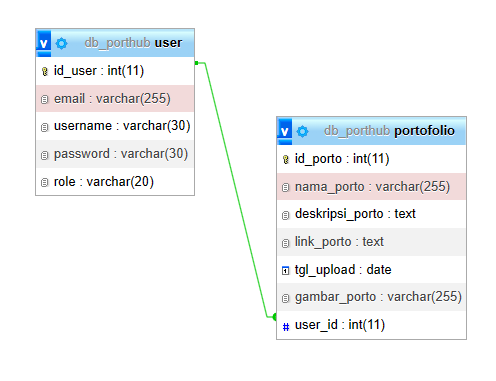 db_porthub user
id_user : int(11)
email : varchar(255)
username : varchar(30)
password : varchar(30)
role : varchar(20)
db_porthub portofolio
id_porto : int(11)
nama_porto : varchar(255)
deskripsi_porto : text
link_porto : text
tgl_upload : date
gambar_porto : varchar(255)
# user_id : int(11)